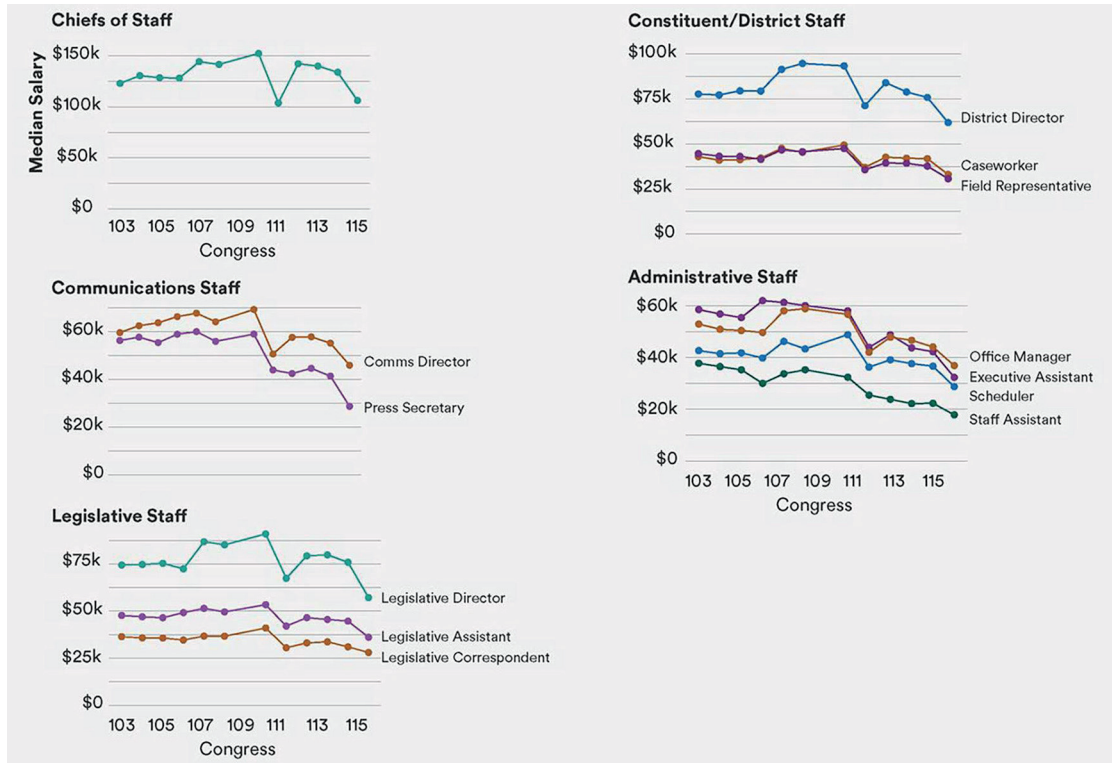 Chiefs of Staff
Median Salary
$150k
$100k
$50k
$0
103 105 107 109 111 113 115
Congress
Communications Staff
$60k
$40k
$20k
$0
Comms Director
Press Secretary
Legislative Staff
$75k
$50k
$25k
$0
Legislative Director
Legislative Assistant
Legislative Correspondent
103 105 107 109 111 113 115
Congress
Constituent/District Staff
$100k
$75k
$50k
$25k
$0
District Director
Caseworker
Field Representative
Administrative Staff
$60k
$40k
$20k
$0
Office Manager
Executive Assistant
Scheduler
Staff Assistant
103 105 107 109 111 113 115
Congress